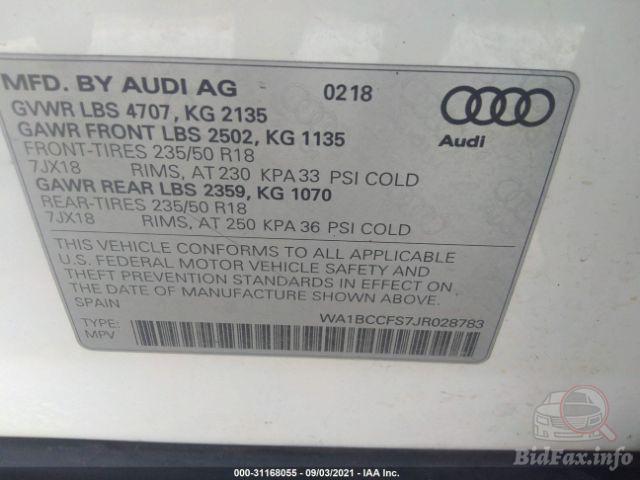 MFD. BY AUDI AG 0218
GVWR LBS 4707, KG 2135
GAWR FRONT LBS 2502, KG 1135
FRONT-TIRES 235/50 R18
7JX18 RIMS, AT 230 KPA 33 PSI COLD
GAWR REAR LBS 2359, KG 1070
REAR-TIRES 235/50 R18
7JX18 RIMS, AT 250 KPA 36 PSI COLD
Audi
THIS VEHICLE CONFORMS TO ALL APPLICABLE
U.S. FEDERAL MOTOR VEHICLE SAFETY AND
THEFT PREVENTION STANDARDS IN EFFECT ON
THE DATE OF MANUFACTURE SHOWN ABOVE.
SPAIN
WA1BCCFS7JR028783
TYPE:
MPV
BidFax.info
000-31168055 - 09/03/2021 - IAA Inc.